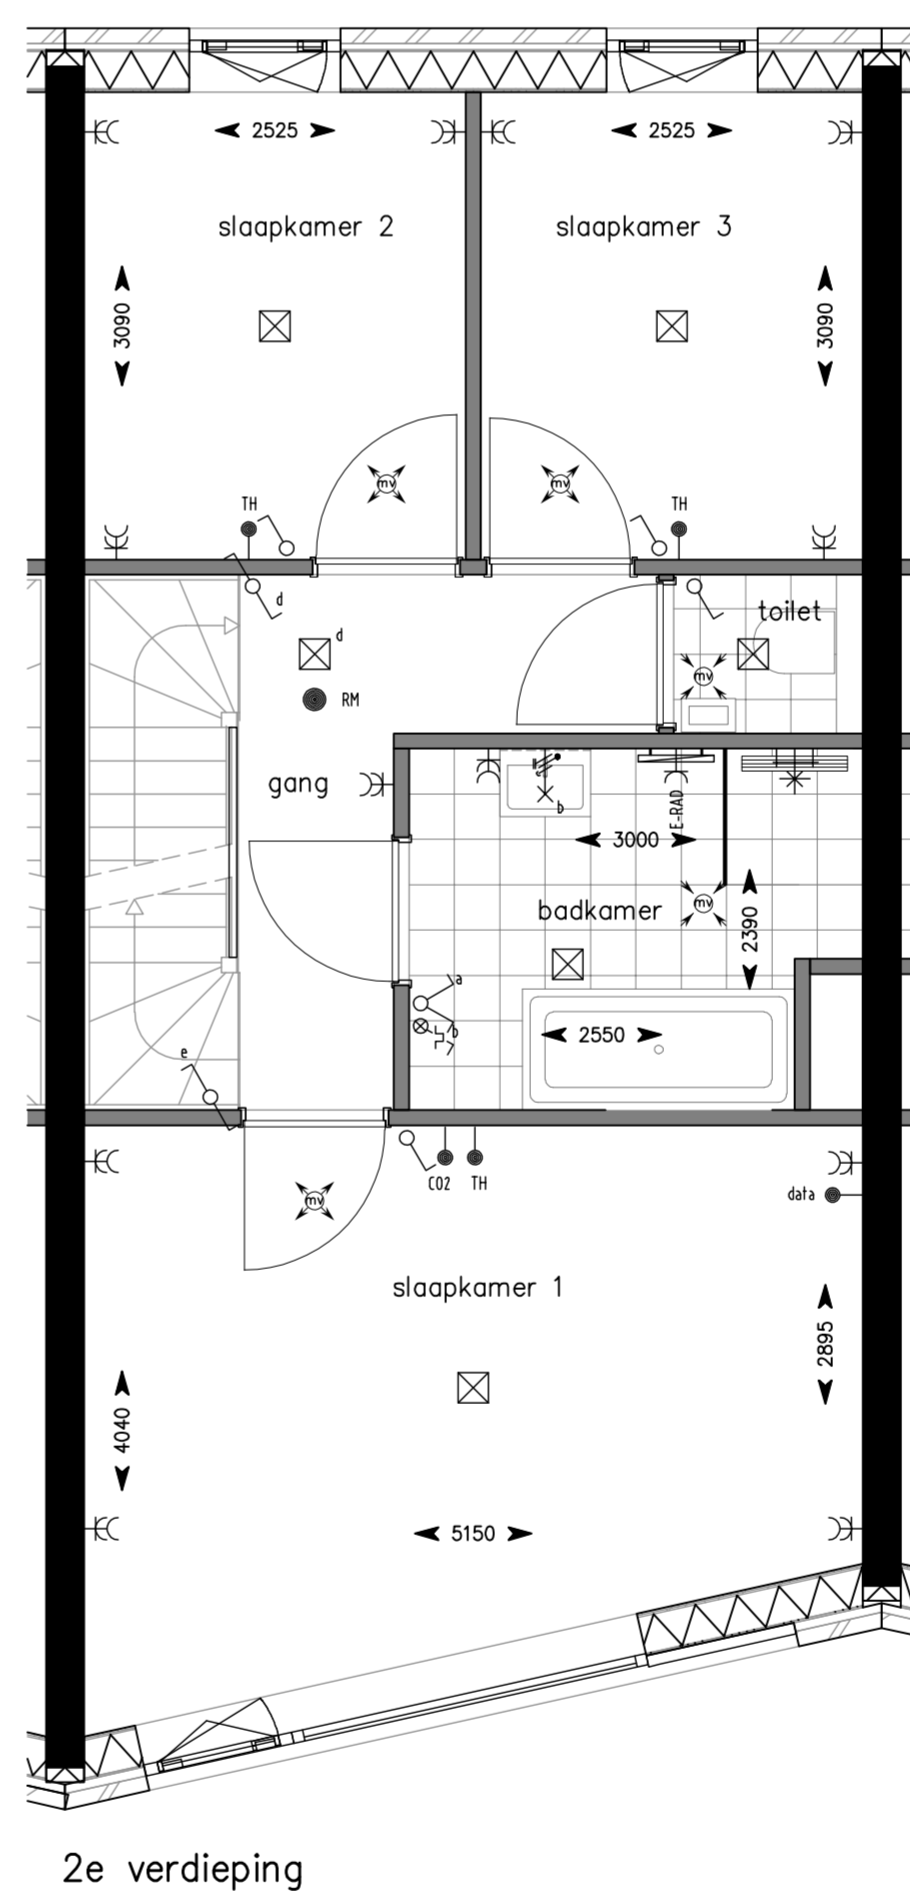 2525
2525
slaapkamer 2
slaapkamer 3
3090
3090
mv
mv
TH
TH
d
toilet
d
mv
RM
gang
b
E-RAD
3000
badkamer
mv
2390
a
b
2550
e
CO2
TH
data
mv
slaapkamer 1
2895
4040
5150
2e verdieping